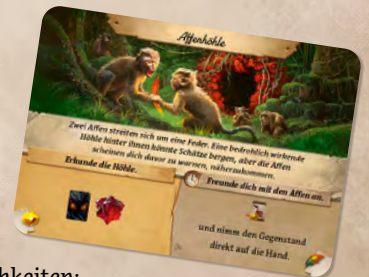 Affenhöhle
Zwei Affen streiten sich um eine Feder. Eine bedrohlich wirkende
Höhle hinter ihnen könnte Schätze bergen, aber die Affen
scheinen dich davor zu warnen, näherzukommen.
Erkunde die Höhle.
Freunde dich mit den Affen an.
und nimm den Gegenstand
direkt auf die Hand.
hkeiten: